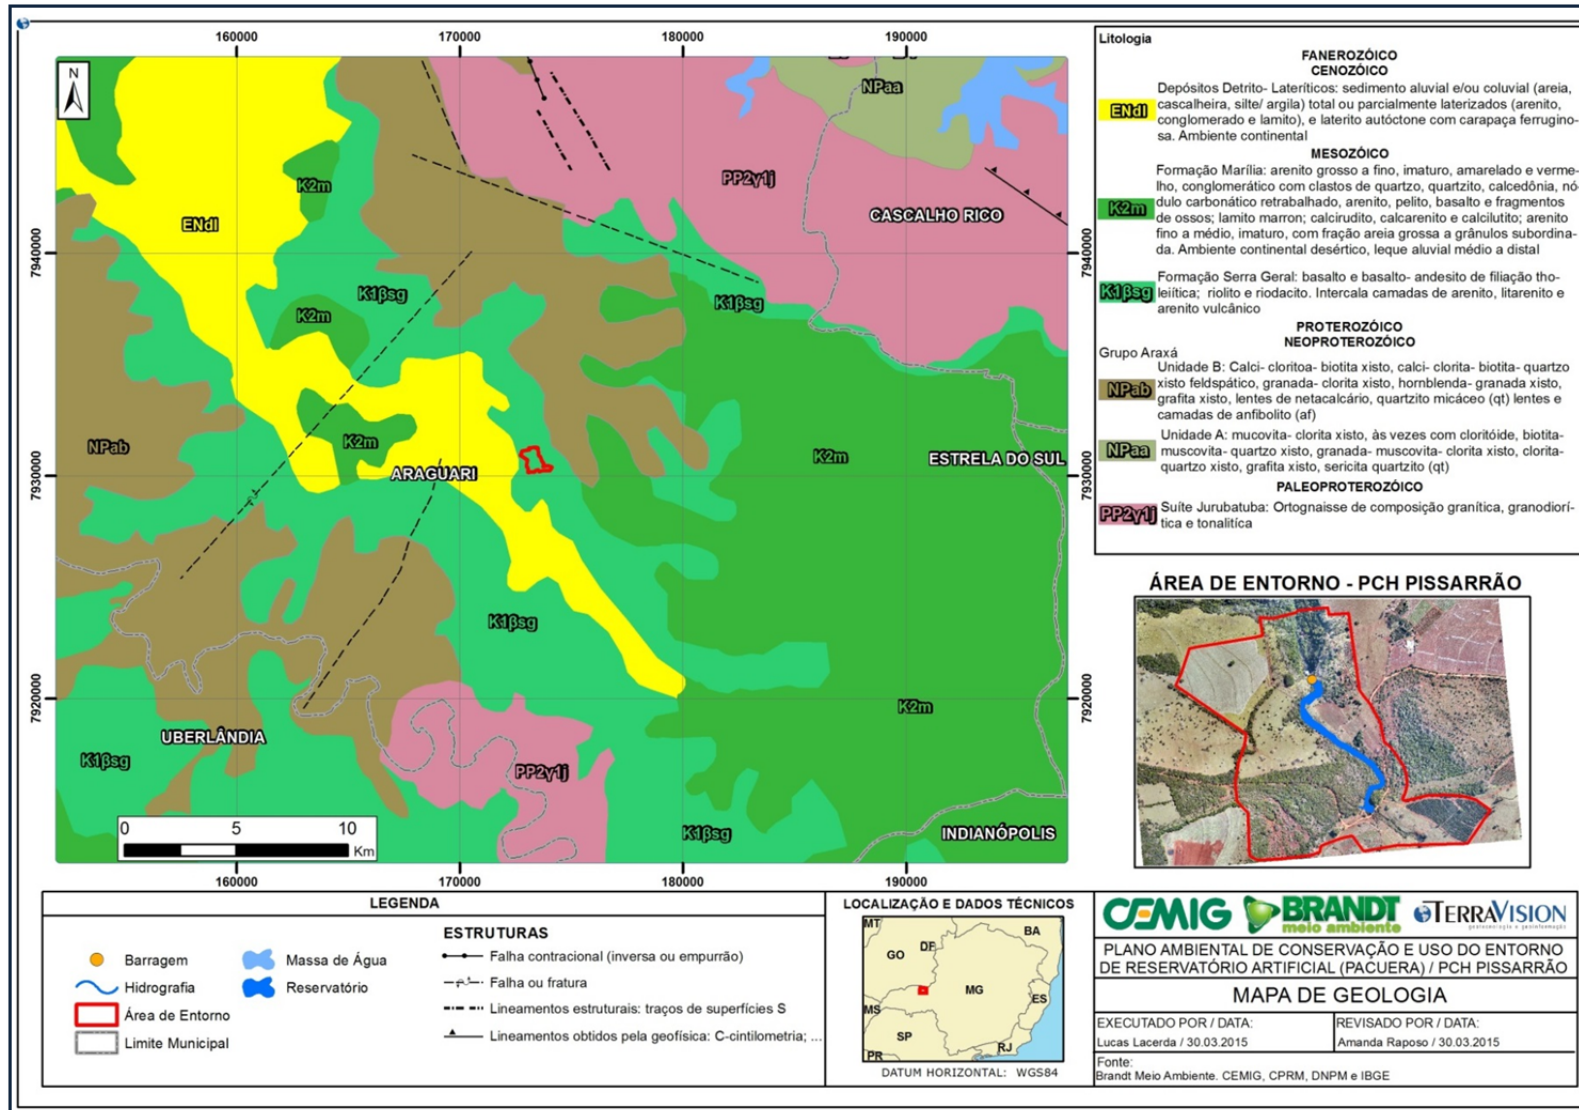 160000
170000
180000
190000
7940000
7930000
7920000
7940000
7930000
7920000
160000
170000
180000
190000
N
K2m
ENdl
K1βsg
K2m
NPaa
PP2γ1j
CASCALHO RICO
K1βsg
K2m
NPab
ARAGUARI
K2m
ESTRELA DO SUL
K1βsg
K2m
UBERLÂNDIA
K1βsg
PP2γ1j
K1βsg
INDIANÓPOLIS
0 5 10
Km
Litologia
FANEROZÓICO
CENOZÓICO
ENdl
Depósitos Detrito- Lateríticos: sedimento aluvial e/ou coluvial (areia,
cascalheira, silte/ argila) total ou parcialmente laterizados (arenito,
conglomerado e lamito), e laterito autóctone com carapaça ferrugino-
sa. Ambiente continental
MESOZÓICO
K2m
Formação Marília: arenito grosso a fino, imaturo, amarelado e verme-
lho, conglomerático com clastos de quartzo, quartzito, calcedônia, nó-
dulo carbonático retrabalhado, arenito, pelito, basalto e fragmentos
de ossos; lamito marron; calcirudito, calcarenito e calcilutito; arenito
fino a médio, imaturo, com fração areia grossa a grânulos subordina-
da. Ambiente continental desértico, leque aluvial médio a distal
K1βsg
Formação Serra Geral: basalto e basalto- andesito de filiação tho-
leiítica; riolito e riodacito. Intercala camadas de arenito, litarenito e
arenito vulcânico
PROTEROZÓICO
NEOPROTEROZÓICO
Grupo Araxá
NPab
Unidade B: Calci- cloritoa- biotita xisto, calci- clorita- biotita- quartzo
xisto feldspático, granada- clorita xisto, hornblenda- granada xisto,
grafita xisto, lentes de netacalcário, quartzito micáceo (qt) lentes e
camadas de anfibolito (af)
NPaa
Unidade A: mucovita- clorita xisto, às vezes com cloritóide, biotita-
muscovita- quartzo xisto, granada- muscovita- clorita xisto, clorita-
quartzo xisto, grafita xisto, sericita quartzito (qt)
PALEOPROTEROZÓICO
PP2γ1j
Suíte Jurubatuba: Ortognaisse de composição granítica, granodiorí-
tica e tonalitíca
ÁREA DE ENTORNO - PCH PISSARRÃO
LEGENDA
Barragem
Hidrografia
Área de Entorno
Limite Municipal
Massa de Água
Reservatório
ESTRUTURAS
Falha contracional (inversa ou empurrão)
Falha ou fratura
Lineamentos estruturais: traços de superfícies S
Lineamentos obtidos pela geofísica: C-cintilometria; ...
LOCALIZAÇÃO E DADOS TÉCNICOS
MT
GO
DF
BA
MG
ES
MS
SP
RJ
PR
DATUM HORIZONTAL: WGS84
CEMIG
BRANDT
meio ambiente
TERRAVISION
PLANO AMBIENTAL DE CONSERVAÇÃO E USO DO ENTORNO
DE RESERVATÓRIO ARTIFICIAL (PACUERA) / PCH PISSARRÃO
MAPA DE GEOLOGIA
EXECUTADO POR / DATA:
Lucas Lacerda / 30.03.2015
REVISADO POR / DATA:
Amanda Raposo / 30.03.2015
Fonte:
Brandt Meio Ambiente. CEMIG, CPRM, DNPM e IBGE